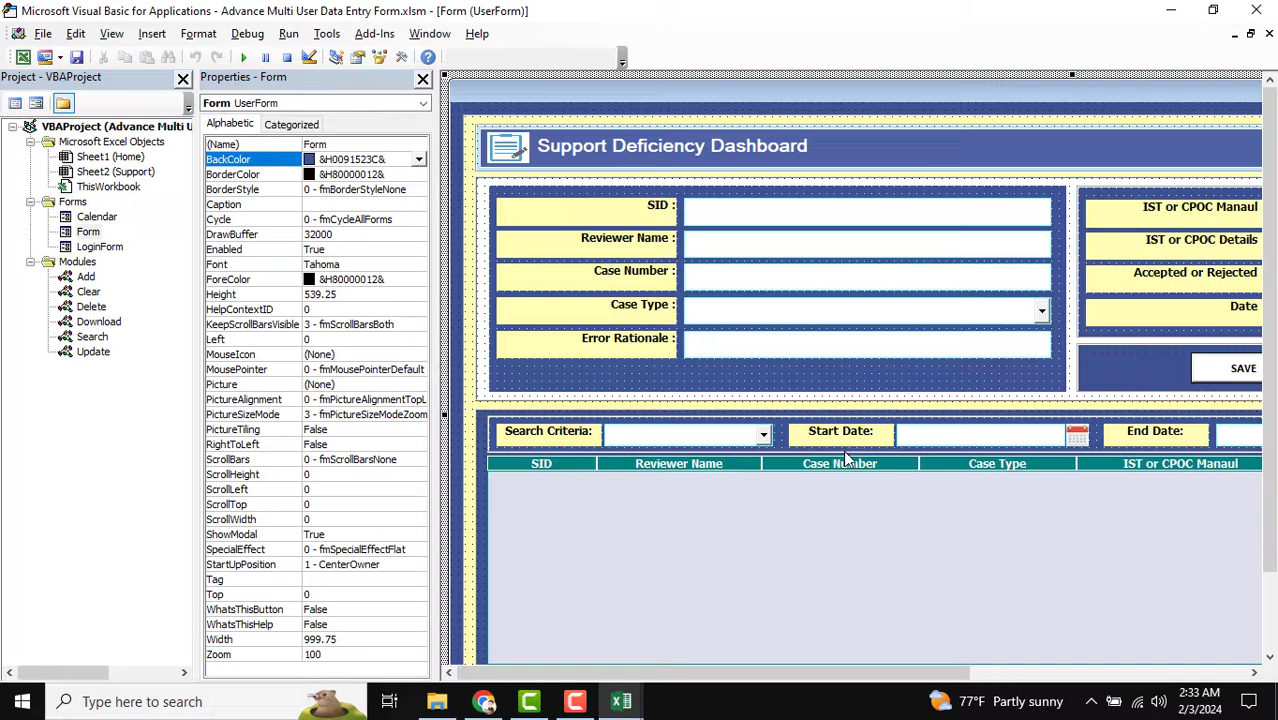 Microsoft Visual Basic for Applications - Advance Multi User Data Entry Form.xlsm - [Form (UserForm)]
File Edit View Insert Format Debug Run Tools Add-Ins Window Help
Project - VBAProject
VBAProject (Advance Multi U
Microsoft Excel Objects
Sheet1 (Home)
Sheet2 (Support)
ThisWorkbook
Forms
Calendar
Form
LoginForm
Modules
Add
Clear
Delete
Download
Search
Update
Properties - Form
Form UserForm
Alphabetic Categorized
(Name) Form
BackColor &H0091523C&
BorderColor &H80000012&
BorderStyle 0 - fmBorderStyleNone
Caption
Cycle 0 - fmCycleAllForms
DrawBuffer 32000
Enabled True
Font Tahoma
ForeColor &H80000012&
Height 539.25
HelpContextID 0
KeepScrollBarsVisible 3 - fmScrollBarsBoth
Left 0
MouseIcon (None)
MousePointer 0 - fmMousePointerDefault
Picture (None)
PictureAlignment 0 - fmPictureAlignmentTopL
PictureSizeMode 3 - fmPictureSizeModeZoom
PictureTiling False
RightToLeft False
ScrollBars 0 - fmScrollBarsNone
ScrollHeight 0
ScrollLeft 0
ScrollTop 0
ScrollWidth 0
ShowModal True
SpecialEffect 0 - fmSpecialEffectFlat
StartUpPosition 1 - CenterOwner
Tag
Top 0
WhatsThisButton False
WhatsThisHelp False
Width 999.75
Zoom 100
Support Deficiency Dashboard
SID :
Reviewer Name :
Case Number :
Case Type :
Error Rationale :
IST or CPOC Manaul
IST or CPOC Details
Accepted or Rejected
Date
SAVE
Search Criteria: Start Date: End Date:
SID Reviewer Name Case Number Case Type IST or CPOC Manaul
Type here to search
77°F Partly sunny
2:33 AM
2/3/2024